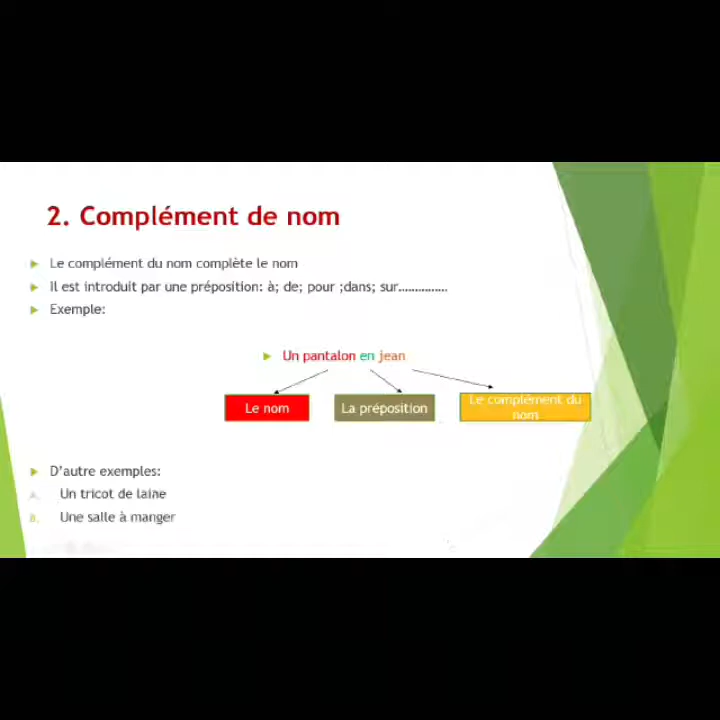 2. Complément de nom
Le complément du nom complète le nom
Il est introduit par une préposition: à; de; pour ;dans; sur……………
Exemple:
Un pantalon en jean
Le nom
La préposition
Le complément du
nom
D'autre exemples:
A. Un tricot de laine
B. Une salle à manger